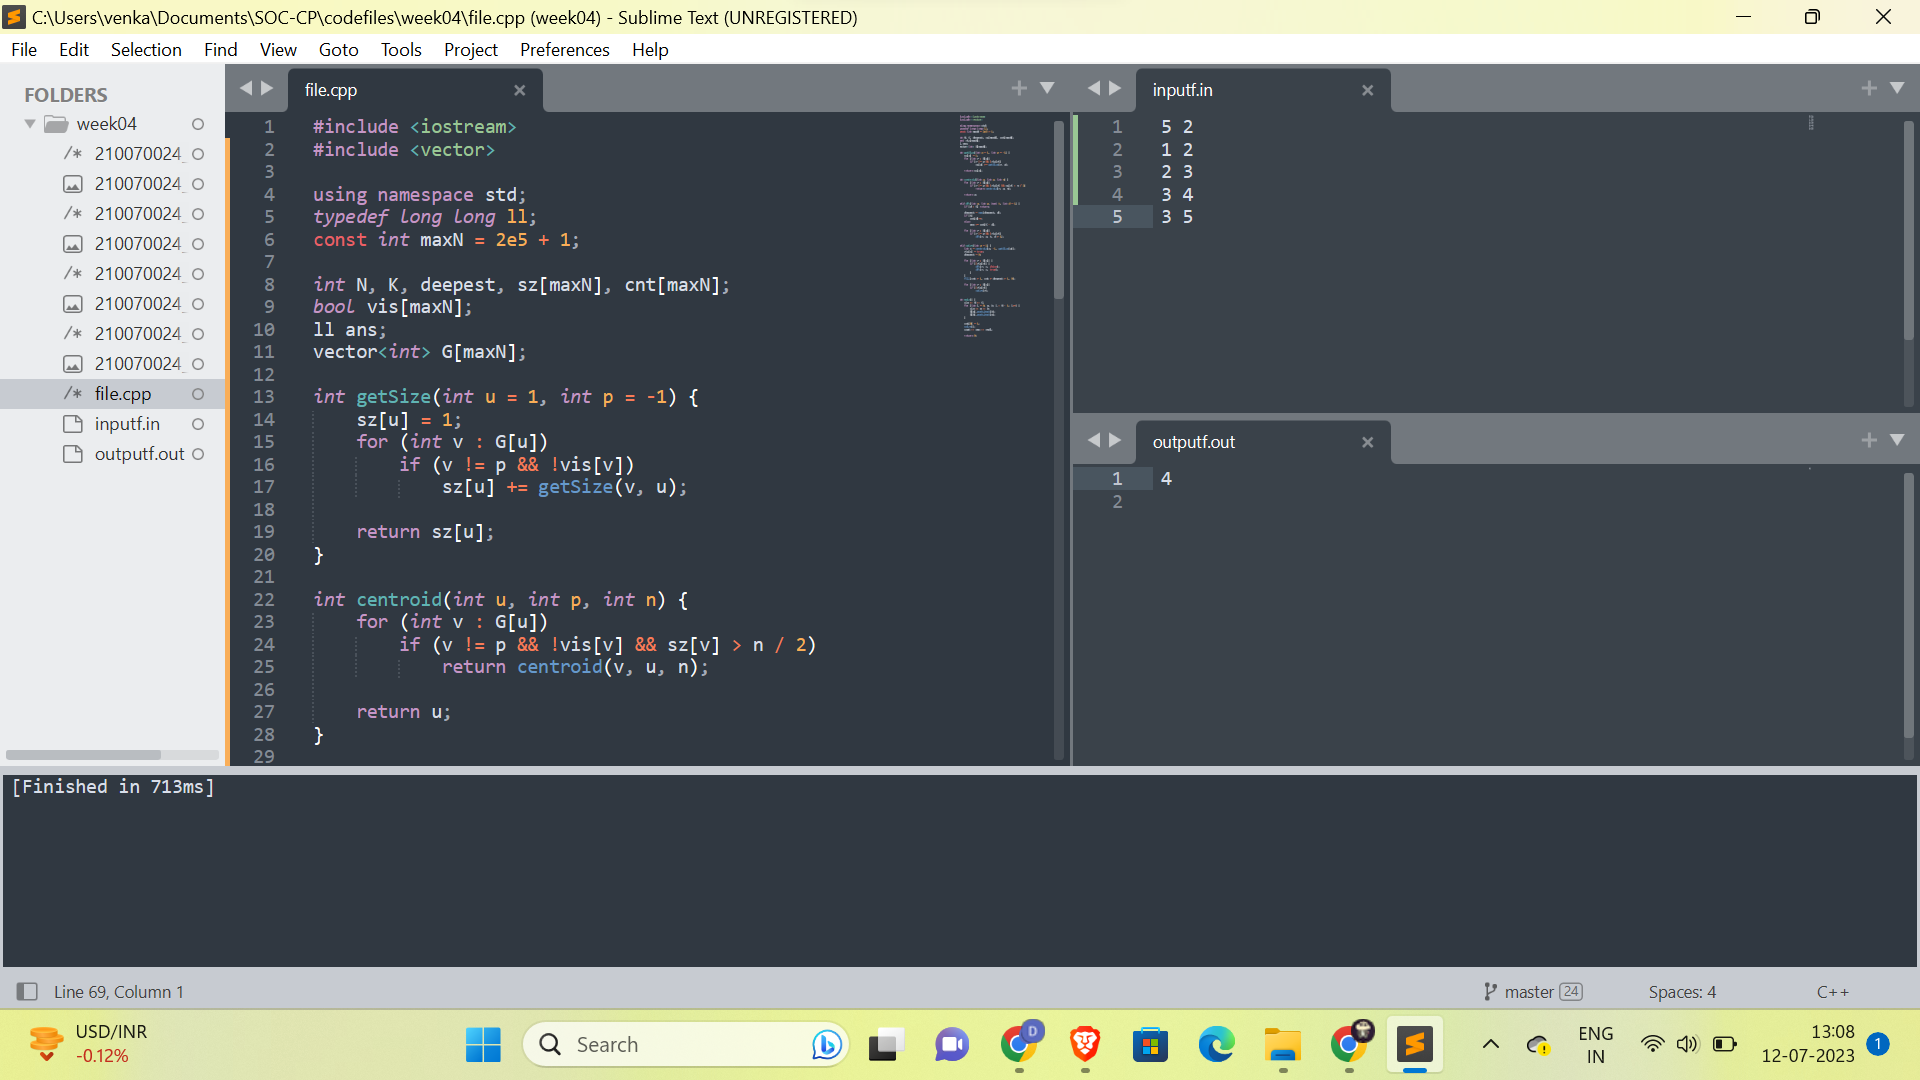 C:\Users\venka\Documents\SOC-CP\codefiles\week04\file.cpp (week04) - Sublime Text (UNREGISTERED)
File Edit Selection Find View Goto Tools Project Preferences Help
FOLDERS
week04
/* 210070024_
210070024_
/* 210070024_
210070024_
/* 210070024_
210070024_
/* 210070024_
210070024_
/* file.cpp
inputf.in
outputf.out
file.cpp
1 #include <iostream>
2 #include <vector>
3
4 using namespace std;
5 typedef long long ll;
6 const int maxN = 2e5 + 1;
7
8 int N, K, deepest, sz[maxN], cnt[maxN];
9 bool vis[maxN];
10 ll ans;
11 vector<int> G[maxN];
12
13 int getSize(int u = 1, int p = -1) {
14 sz[u] = 1;
15 for (int v : G[u])
16 if (v != p && !vis[v])
17 sz[u] += getSize(v, u);
18
19 return sz[u];
20 }
21
22 int centroid(int u, int p, int n) {
23 for (int v : G[u])
24 if (v != p && !vis[v] && sz[v] > n / 2)
25 return centroid(v, u, n);
26
27 return u;
28 }
29
inputf.in
1 5 2
2 1 2
3 2 3
4 3 4
5 3 5
outputf.out
1 4
2
[Finished in 713ms]
Line 69, Column 1
master 24
Spaces: 4
C++
USD/INR
-0.12%
Search
D
ENG
IN
13:08
12-07-2023
1